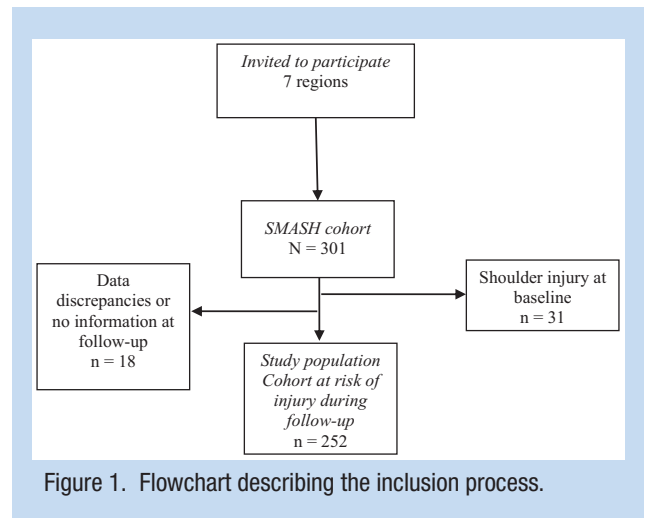 Invited to participate
7 regions
SMASH cohort
N = 301
Data
discrepancies or
no information at
follow-up
n = 18
Shoulder injury at
baseline
n = 31
Study population
Cohort at risk of
injury during
follow-up
n = 252
Figure 1. Flowchart describing the inclusion process.